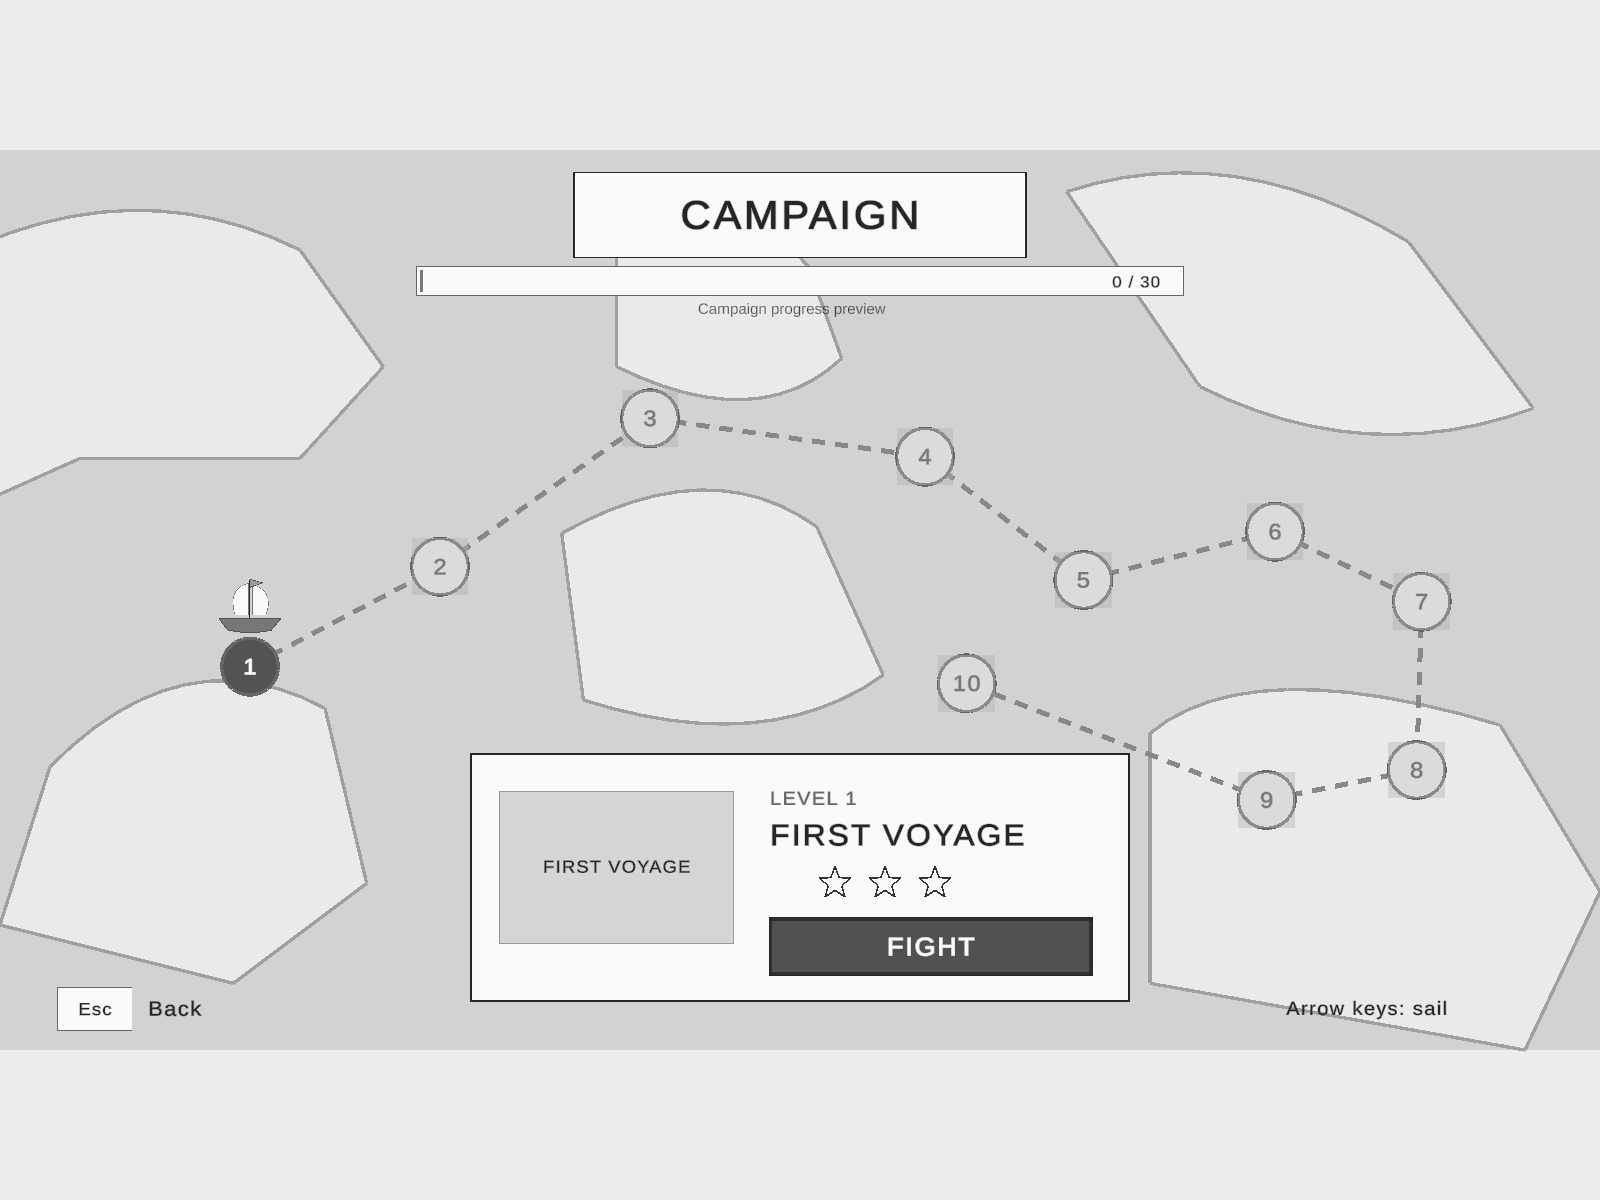 CAMPAIGN
0 / 30
Campaign progress preview
3
4
6
2
5
7
1
10
8
9
LEVEL 1
FIRST VOYAGE
FIRST VOYAGE
FIGHT
Esc
Back
Arrow keys: sail